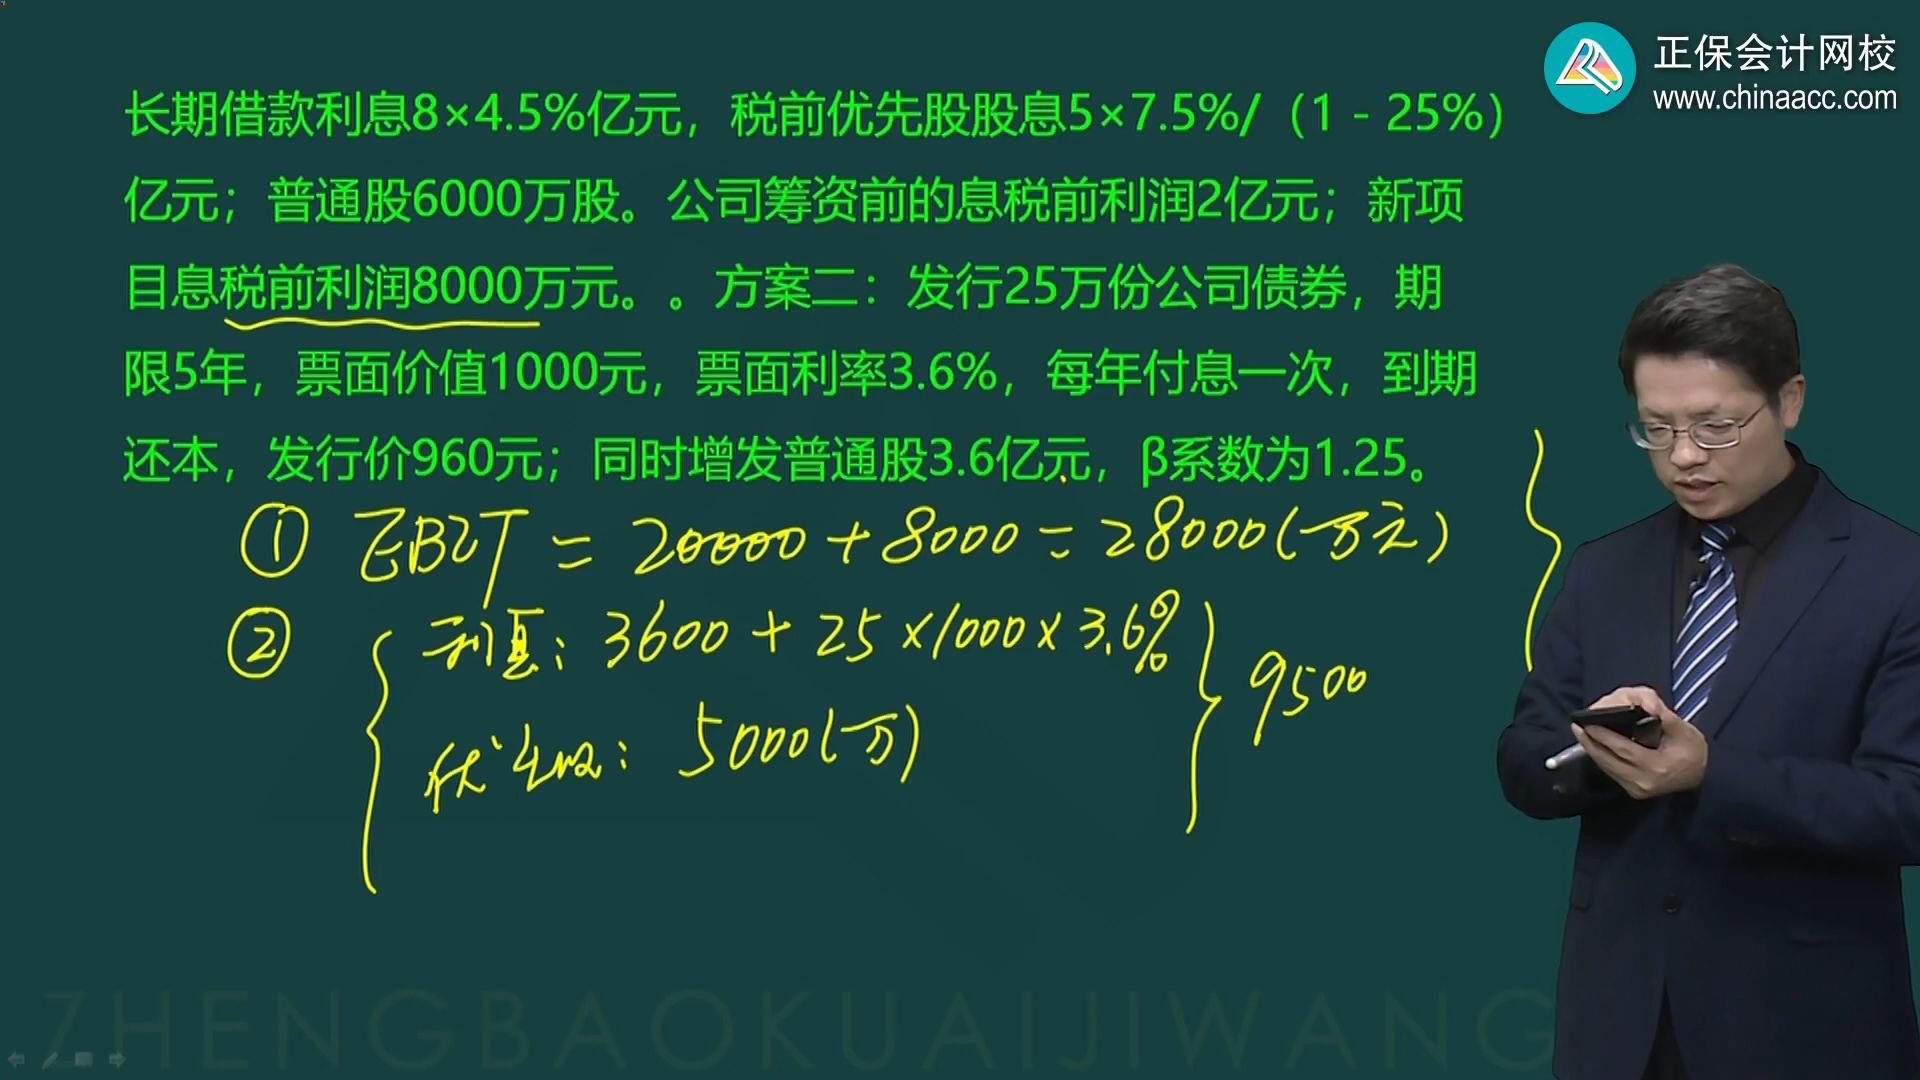 正保会计网校
www.chinaacc.com
长期借款利息8×4.5%亿元，税前优先股股息5×7.5%/（1－25%）
亿元；普通股6000万股。公司筹资前的息税前利润2亿元；新项
目息税前利润8000万元。。方案二：发行25万份公司债券，期
限5年，票面价值1000元，票面利率3.6%，每年付息一次，到期
还本，发行价960元；同时增发普通股3.6亿元，β系数为1.25。
① EBIT = 20000 + 8000 = 28000(万元)
② 利息: 3600 + 25×1000×3.6%
9500
优先股: 5000(万)
ZHENGBAOKUAIJIWANG